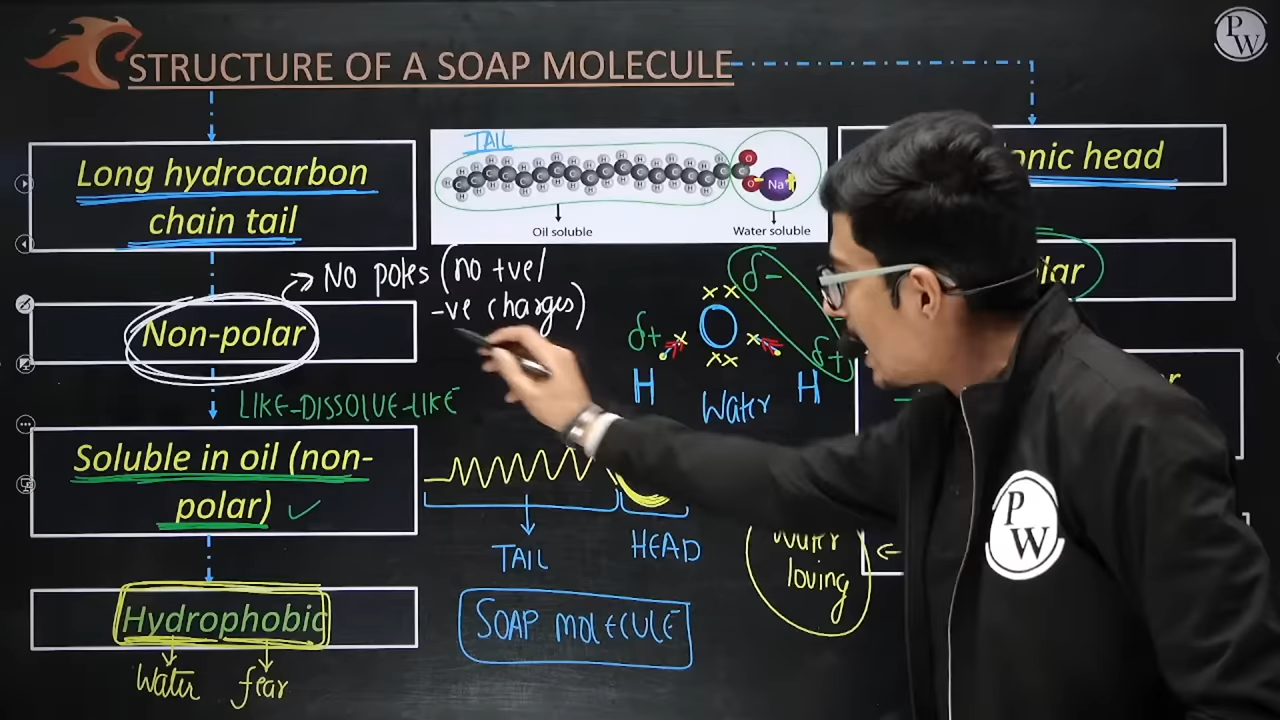 STRUCTURE OF A SOAP MOLECULE
P
W
Long hydrocarbon
chain tail
TAIL
Oil soluble
Water soluble
Na+
onic head
No poles (no +ve/
-ve charges)
Non-polar
lar
δ-
δ+
δ+
H
H
Water
LIKE-DISSOLVE-LIKE
Soluble in oil (non-
polar)
TAIL
HEAD
SOAP MOLECULE
Water
loving
Hydrophobic
Water fear
P
W